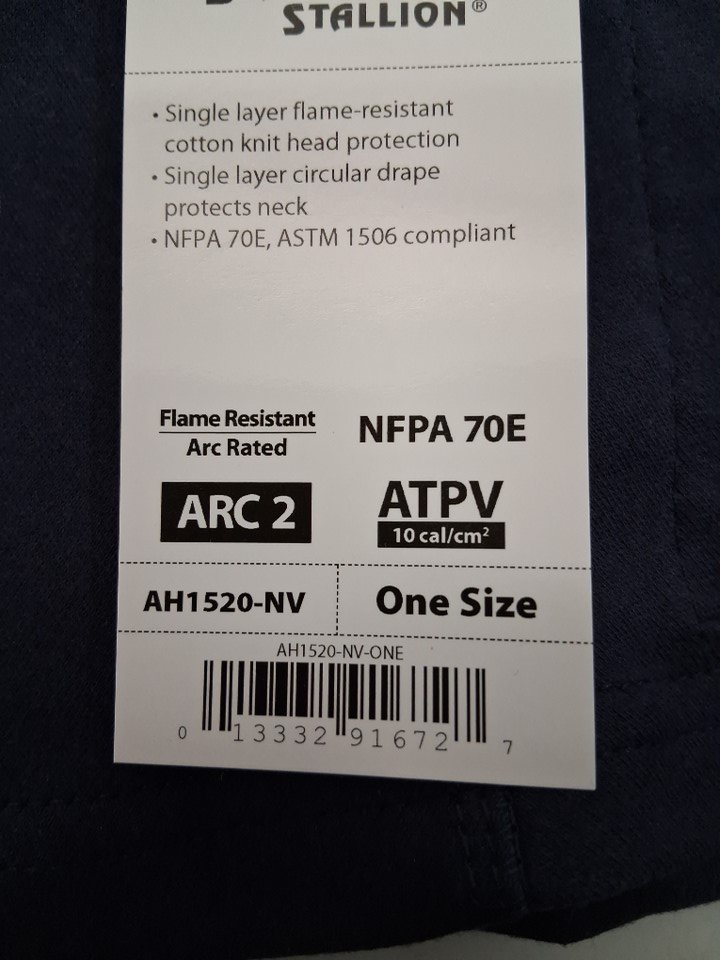 STALLION®
• Single layer flame-resistant
cotton knit head protection
• Single layer circular drape
protects neck
• NFPA 70E, ASTM 1506 compliant
Flame Resistant
Arc Rated
NFPA 70E
ARC 2
ATPV
10 cal/cm²
AH1520-NV
One Size
AH1520-NV-ONE
0 13332 91672 7